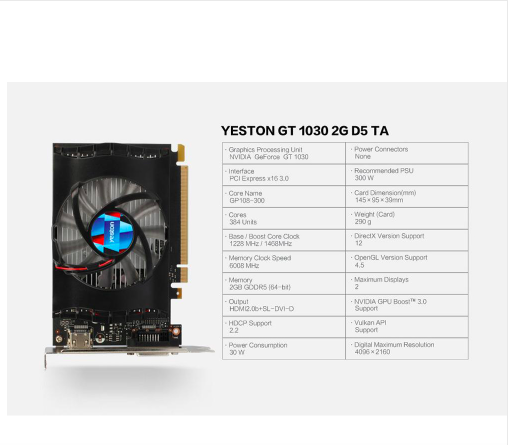 YESTON GT 1030 2G D5 TA
· Graphics Processing Unit
NVIDIA GeForce GT 1030
· Power Connectors
None
· Interface
PCI Express x16 3.0
· Recommended PSU
300 W
· Core Name
GP108-300
· Card Dimension(mm)
145×95×39mm
· Cores
384 Units
· Weight (Card)
290 g
· Base / Boost Core Clock
1228 MHz / 1468MHz
· DirectX Version Support
12
· Memory Clock Speed
6008 MHz
· OpenGL Version Support
4.5
· Memory
2GB GDDR5 (64-bit)
· Maximum Displays
2
· Output
HDMI2.0b+SL-DVI-D
· NVIDIA GPU Boost™ 3.0
Support
· HDCP Support
2.2
· Vulkan API
Support
· Power Consumption
30 W
· Digital Maximum Resolution
4096×2160
yeston